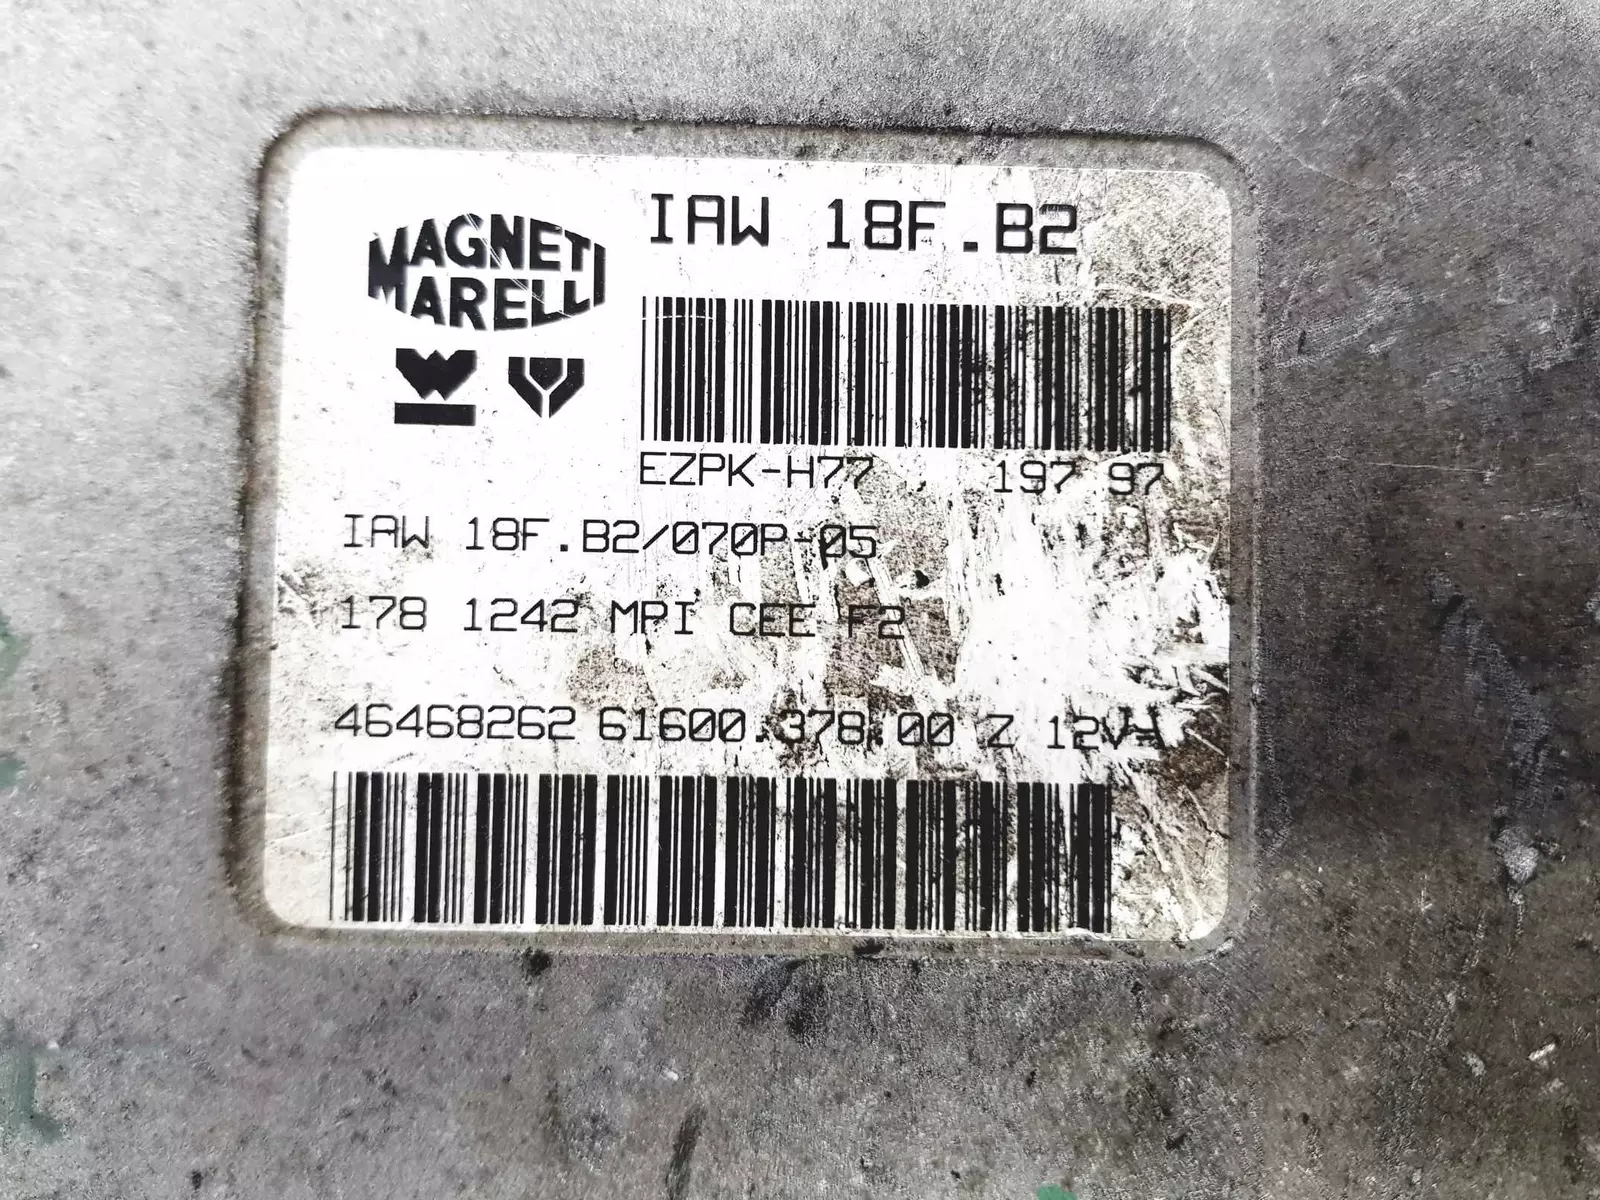 MAGNETI
MARELLI
IAW 18F.B2
EZPK-H77 197 97
IAW 18F.B2/070P-05
178 1242 MPI CEE F2
46468262 61600.378.00 Z 12V